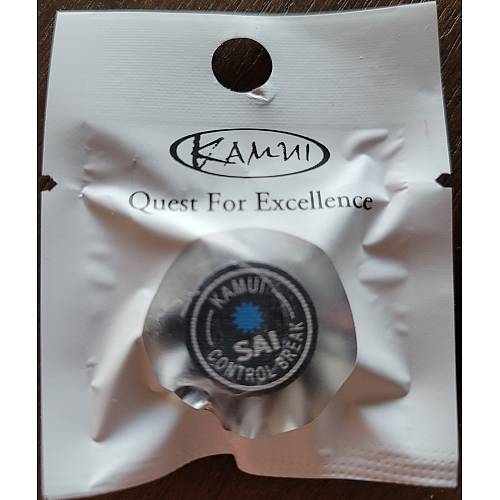 KAMUI
Quest For Excellence
KAMUI
SAI
CONTROL-BREAK